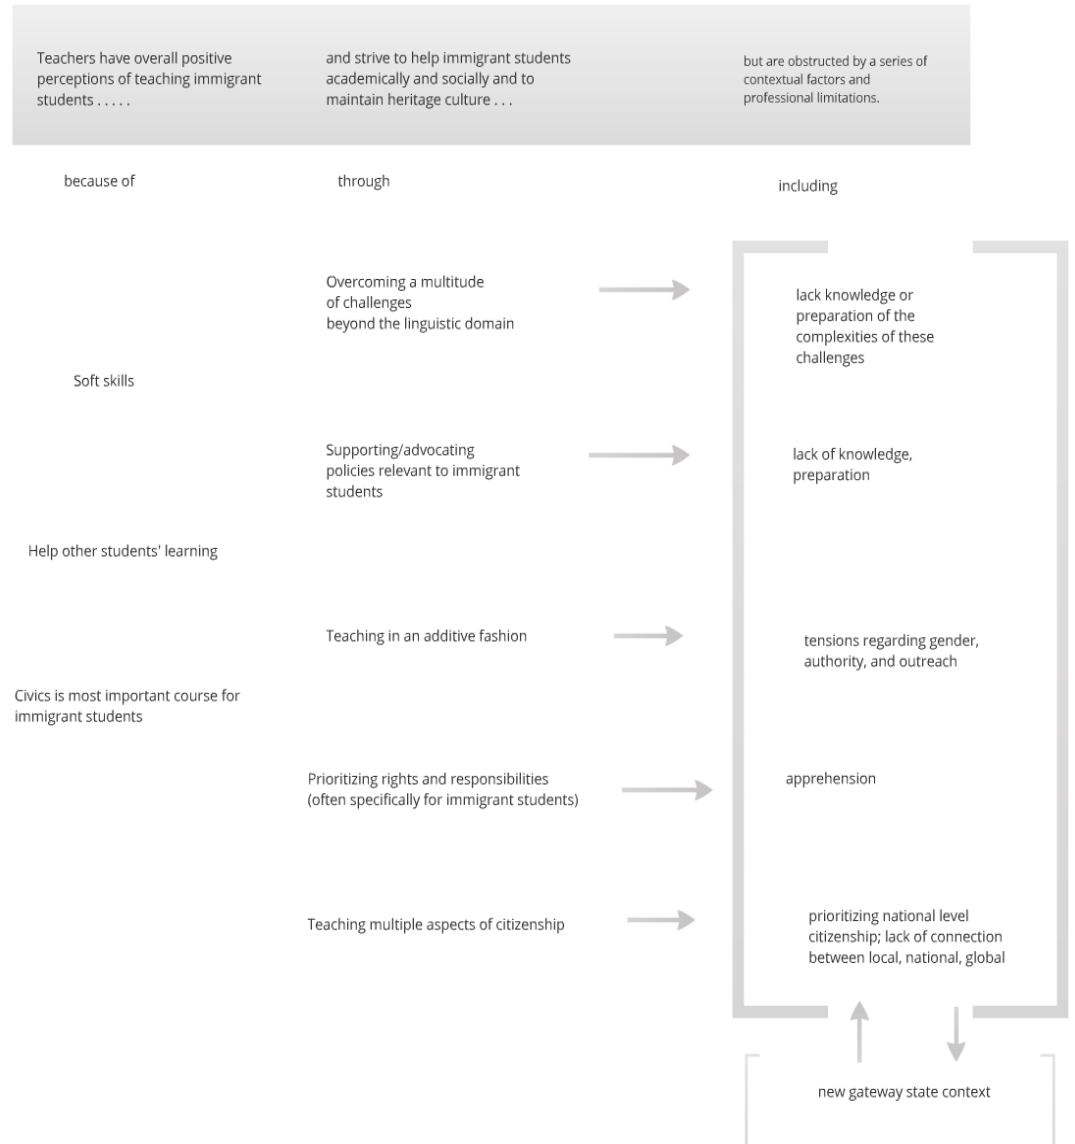 Teachers have overall positive
perceptions of teaching immigrant
students . . . . .
and strive to help immigrant students
academically and socially and to
maintain heritage culture . . .
but are obstructed by a series of
contextual factors and
professional limitations.
because of
through
including
Overcoming a multitude
of challenges
beyond the linguistic domain
lack knowledge or
preparation of the
complexities of these
challenges
Soft skills
Supporting/advocating
policies relevant to immigrant
students
lack of knowledge,
preparation
Help other students' learning
Teaching in an additive fashion
tensions regarding gender,
authority, and outreach
Civics is most important course for
immigrant students
Prioritizing rights and responsibilities
(often specifically for immigrant students)
apprehension
Teaching multiple aspects of citizenship
prioritizing national level
citizenship; lack of connection
between local, national, global
new gateway state context